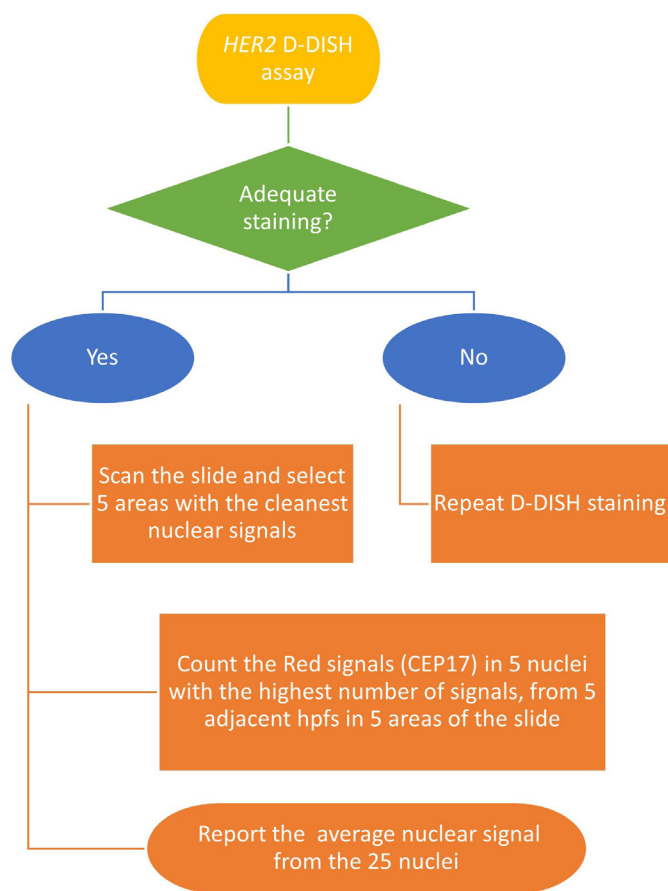 HER2 D-DISH
assay
Adequate
staining?
Yes
No
Scan the slide and select
5 areas with the cleanest
nuclear signals
Repeat D-DISH staining
Count the Red signals (CEP17) in 5 nuclei
with the highest number of signals, from 5
adjacent hpfs in 5 areas of the slide
Report the average nuclear signal
from the 25 nuclei